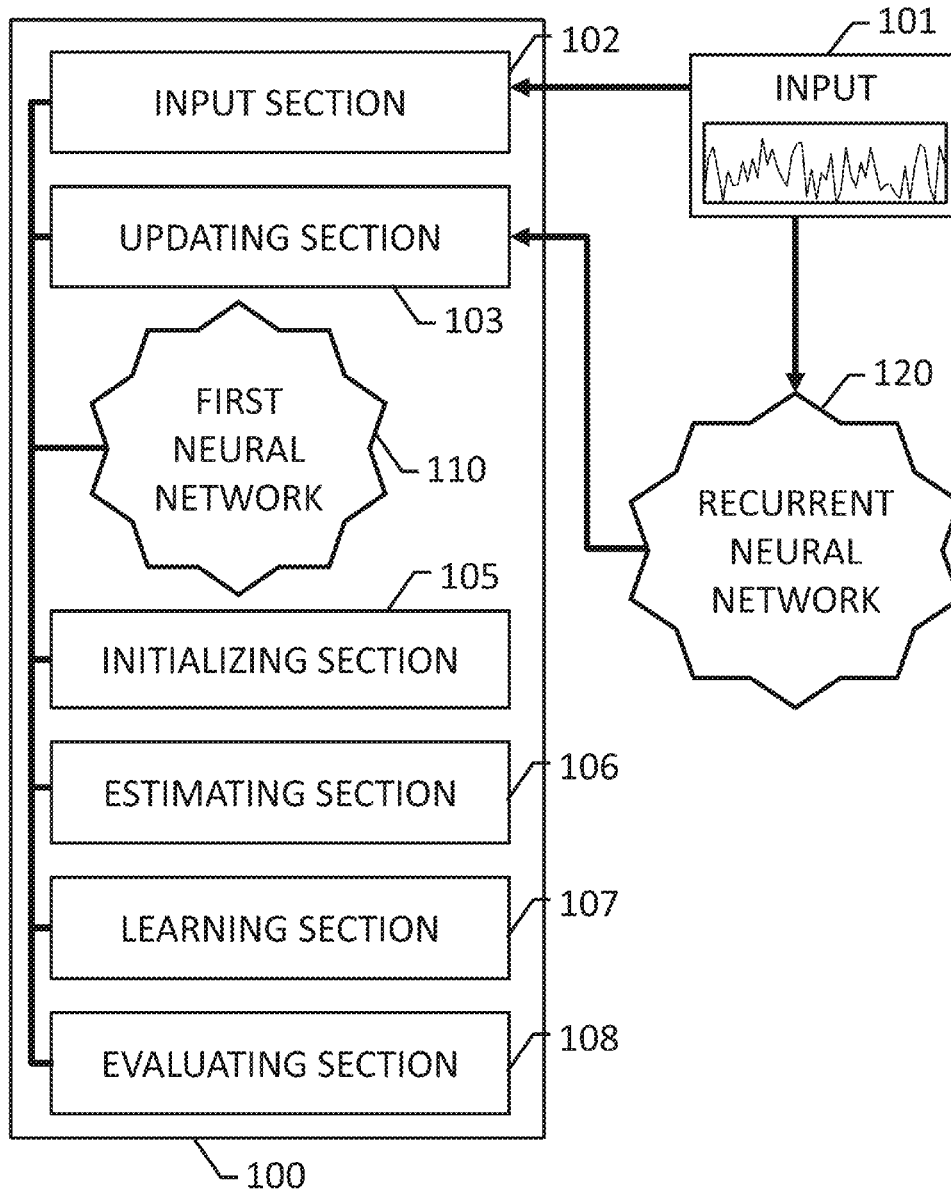 102
INPUT SECTION
101
INPUT
UPDATING SECTION
103
FIRST
NEURAL
NETWORK
110
120
RECURRENT
NEURAL
NETWORK
105
INITIALIZING SECTION
106
ESTIMATING SECTION
107
LEARNING SECTION
108
EVALUATING SECTION
100